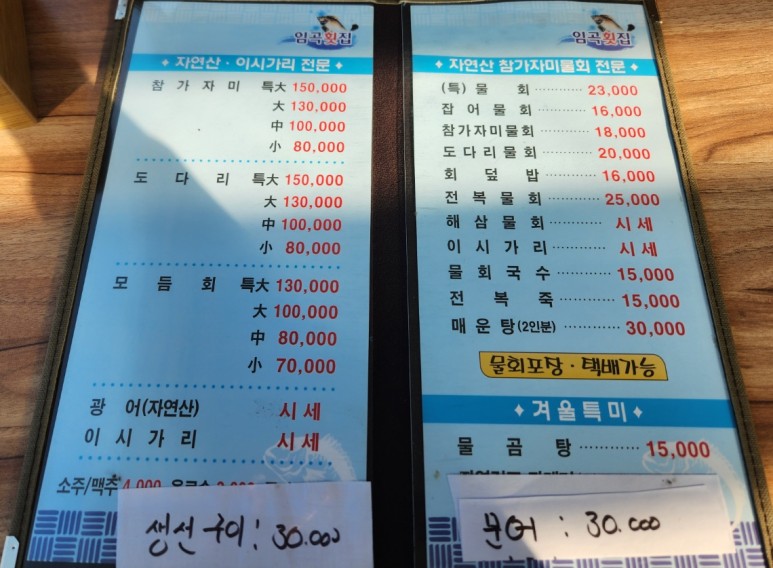 임곡횟집
◆ 자연산 · 이시가리 전문 ◆
참 가 자 미 특大 150,000
大 130,000
中 100,000
小 80,000
도 다 리 특大 150,000
大 130,000
中 100,000
小 80,000
모 듬 회 특大 130,000
大 100,000
中 80,000
小 70,000
광 어(자연산) 시 세
이 시 가 리 시 세
소주/맥주 4,000
생선구이 : 30.000
임곡횟집
◆ 자연산 참가자미물회 전문 ◆
(특) 물 회 ············ 23,000
잡 어 물 회 ············ 16,000
참가자미물회 ············ 18,000
도다리물회 ············ 20,000
회 덮 밥 ············ 16,000
전 복 물 회 ············ 25,000
해 삼 물 회 ············ 시 세
이 시 가 리 ············ 시 세
물 회 국 수 ············ 15,000
전 복 죽 ············ 15,000
매 운 탕 (2인분) ············ 30,000
물회포장 · 택배가능
◆ 겨울특미 ◆
물 곰 탕 ············ 15,000
문어 : 30.000